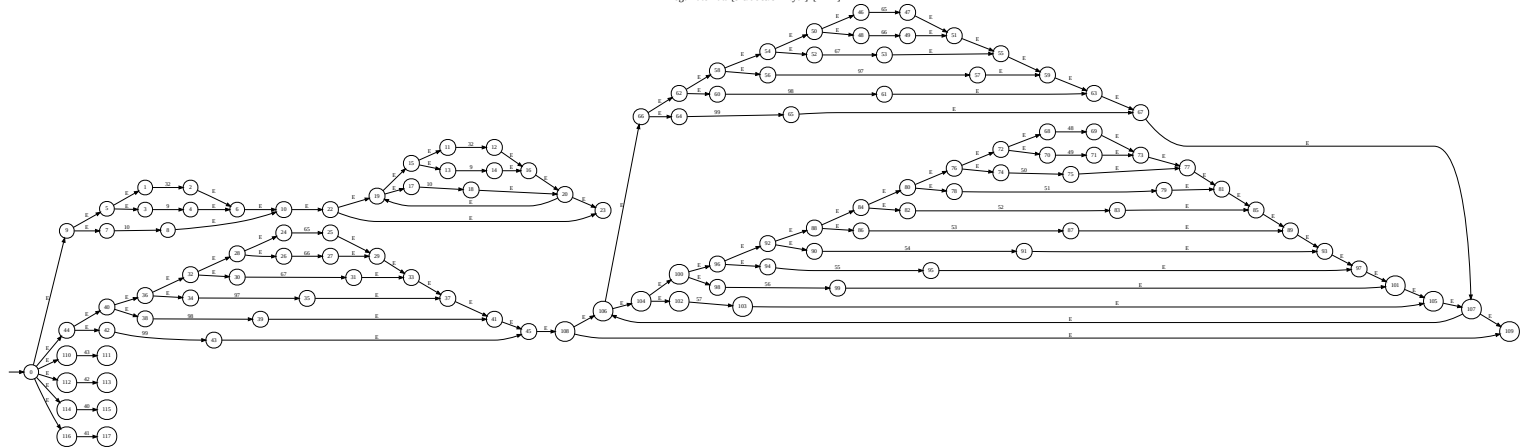 46 65 47
E E
50 E 48 66 49 E 51
E E
54 E 52 67 53 E 55
E E
58 E 56 97 57 E 59
E E
62 E 60 98 61 E 63
E E
66 E 64 99 65 E 67
68 48 69
E E
72 E 70 49 71 E 73
E E
11 32 12
E E E
15 E 13 9 14 E 16
76 E 74 50 75 E 77
E E
1 32 2
17 10 18 E 20
80 E 78 51 79 E 81
E E
5 E 3 9 4 E 6 E 10 E 22 E 19 E 23
84 E 82 52 83 E 85
E E
9 E 7 10 8 E
88 E 86 53 87 E 89
24 65 25
E E
92 E 90 54 91 E 93
28 E 26 66 27 E 29
E E
96 E 94 55 95 E 97
32 E 30 67 31 E 33
100 E 98 56 99 E 101
36 E 34 97 35 E 37
104 E 102 57 103 E 105 E 107
40 E 38 98 39 E 41
106 E E
44 E 42 99 43 E 45 E 108 E 109
110 43 111
0 E
112 42 113
E
114 40 115
E
116 41 117